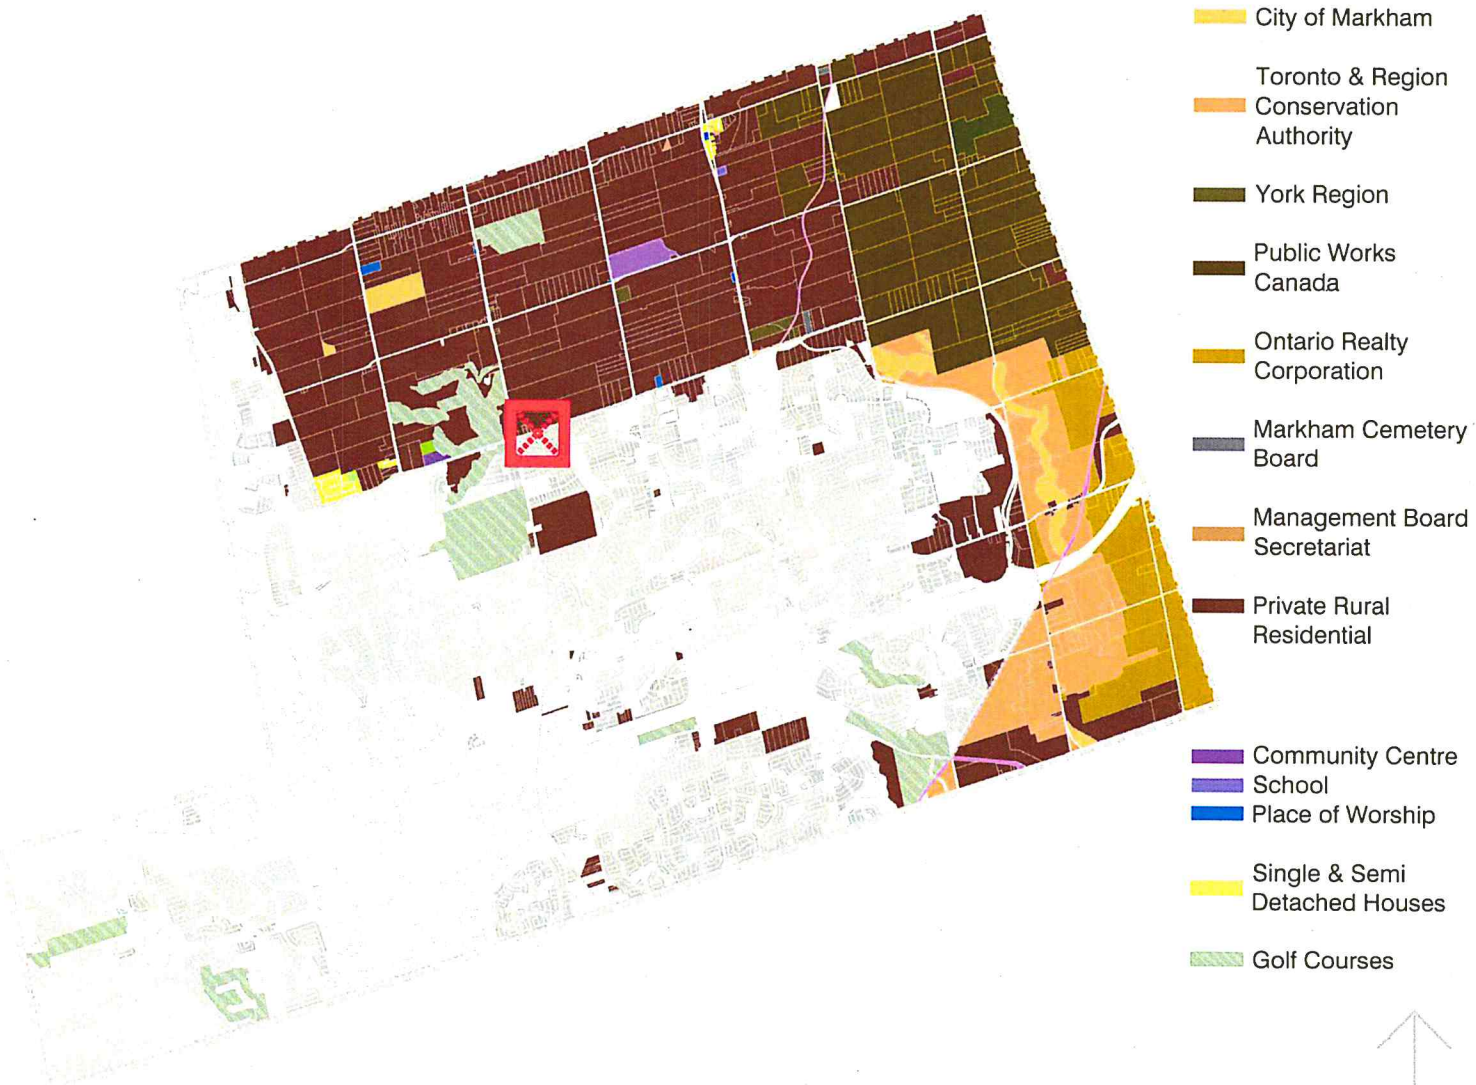 City of Markham
Toronto & Region
Conservation
Authority
York Region
Public Works
Canada
Ontario Realty
Corporation
Markham Cemetery
Board
Management Board
Secretariat
Private Rural
Residential
Community Centre
School
Place of Worship
Single & Semi
Detached Houses
Golf Courses